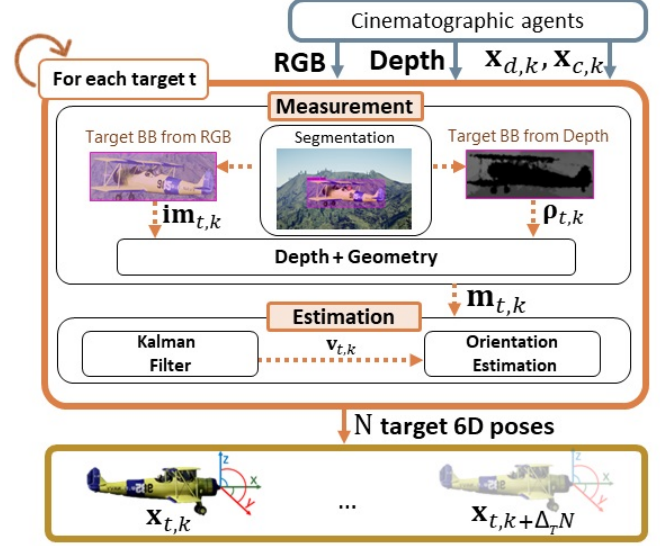 Cinematographic agents
RGB Depth 𝐱_{d,k}, 𝐱_{c,k}
For each target t
Measurement
Target BB from RGB
Segmentation
Target BB from Depth
𝐢𝐦_{t,k}
𝛒_{t,k}
Depth + Geometry
𝐦_{t,k}
Estimation
Kalman
Filter
𝐯_{t,k}
Orientation
Estimation
N target 6D poses
z
x
y
𝐱_{t,k}
...
z
x
y
𝐱_{t,k+Δ_T N}